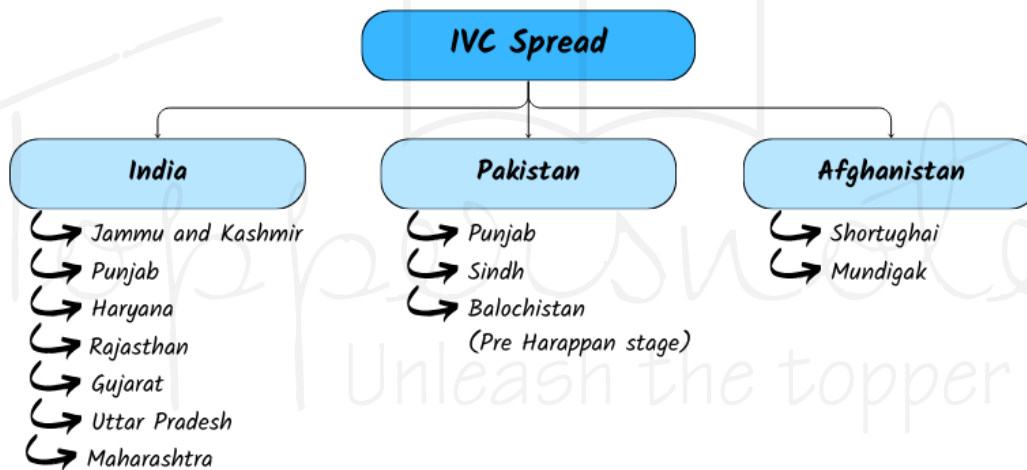 IVC Spread
India
Jammu and Kashmir
Punjab
Haryana
Rajasthan
Gujarat
Uttar Pradesh
Maharashtra
Pakistan
Punjab
Sindh
Balochistan
(Pre Harappan stage)
Afghanistan
Shortughai
Mundigak
Unleash the topper